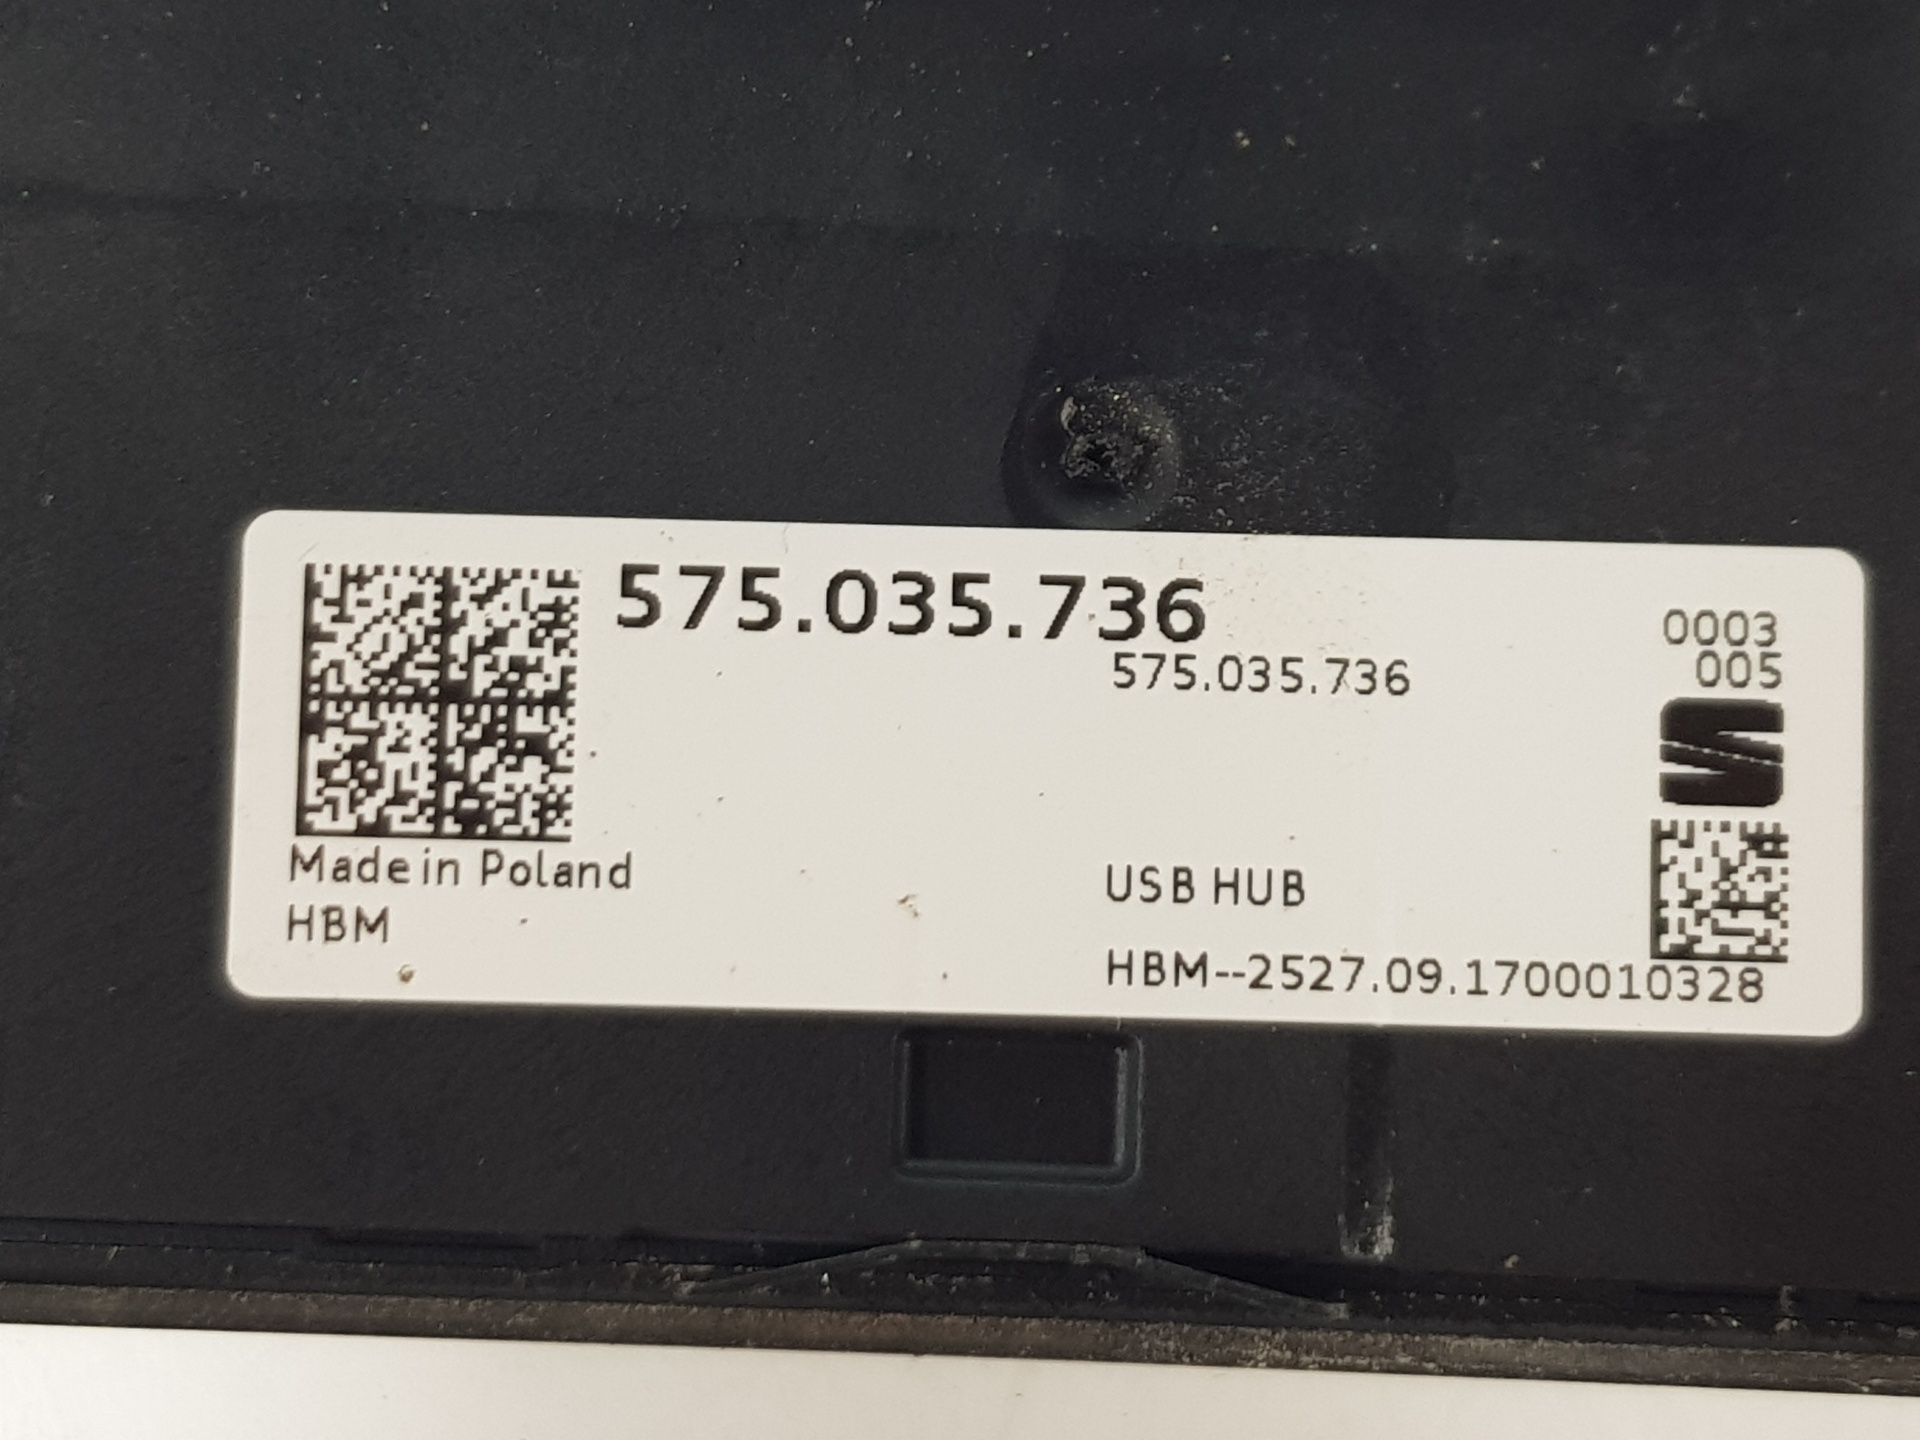 575.035.736
575.035.736
0003
005
Made in Poland
HBM
USB HUB
HBM--2527.09.1700010328